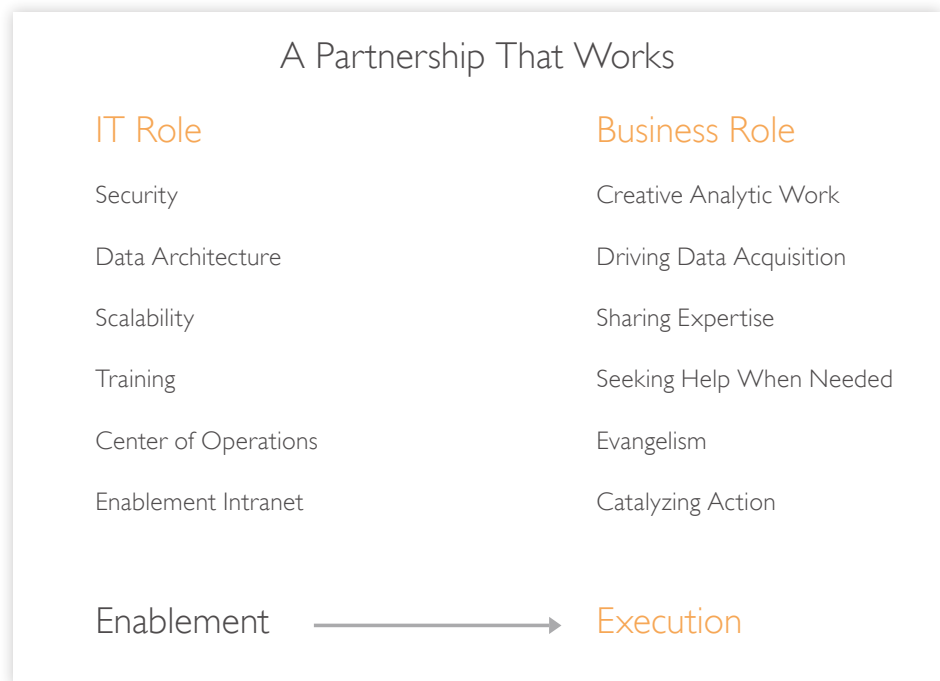 A Partnership That Works
IT Role
Security
Data Architecture
Scalability
Training
Center of Operations
Enablement Intranet
Enablement
Business Role
Creative Analytic Work
Driving Data Acquisition
Sharing Expertise
Seeking Help When Needed
Evangelism
Catalyzing Action
Execution